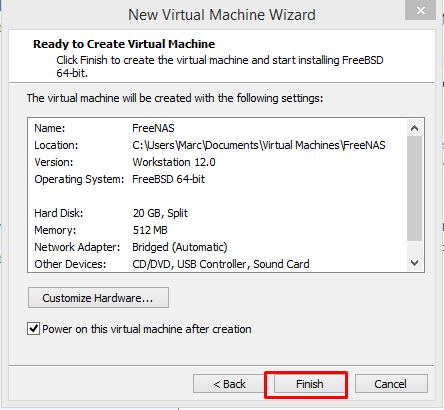 New Virtual Machine Wizard
Ready to Create Virtual Machine
Click Finish to create the virtual machine and start installing FreeBSD
64-bit.
The virtual machine will be created with the following settings:
Name: FreeNAS
Location: C:\Users\Marc\Documents\Virtual Machines\FreeNAS
Version: Workstation 12.0
Operating System: FreeBSD 64-bit
Hard Disk: 20 GB, Split
Memory: 512 MB
Network Adapter: Bridged (Automatic)
Other Devices: CD/DVD, USB Controller, Sound Card
Customize Hardware...
Power on this virtual machine after creation
< Back Finish Cancel